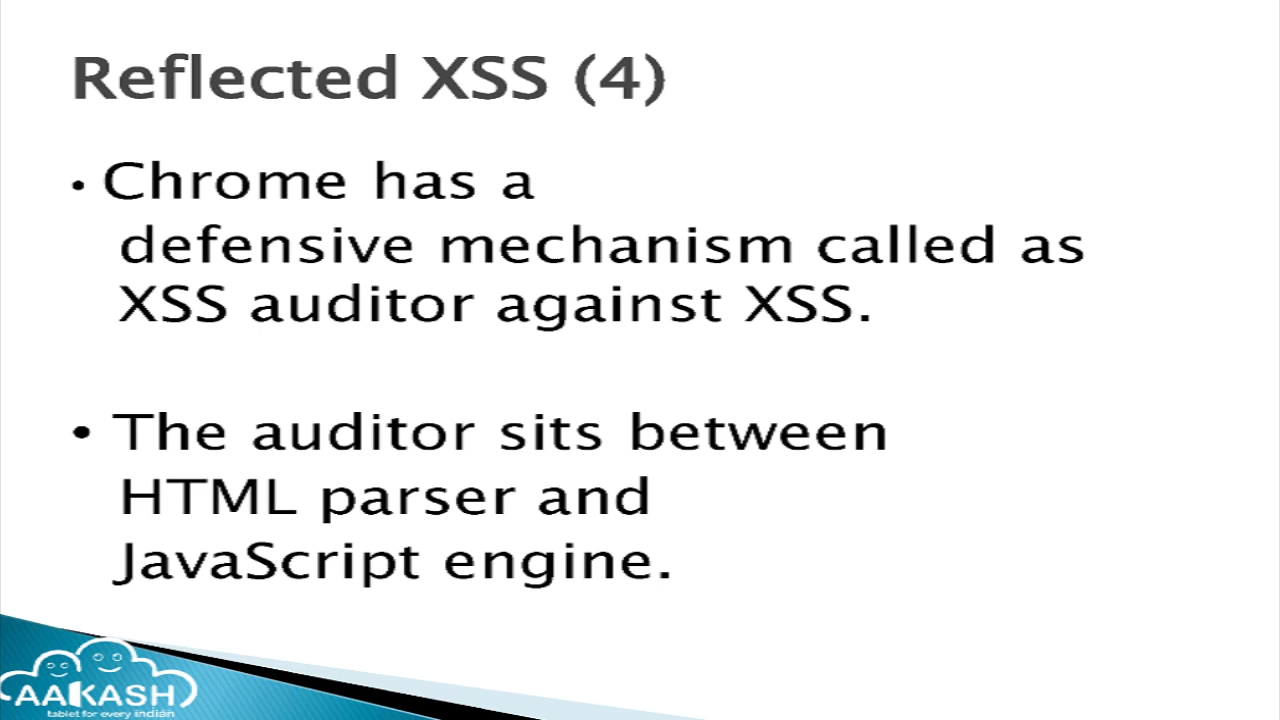 Reflected XSS (4)
• Chrome has a
defensive mechanism called as
XSS auditor against XSS.
• The auditor sits between
HTML parser and
JavaScript engine.
AAKASH
tablet for every indian